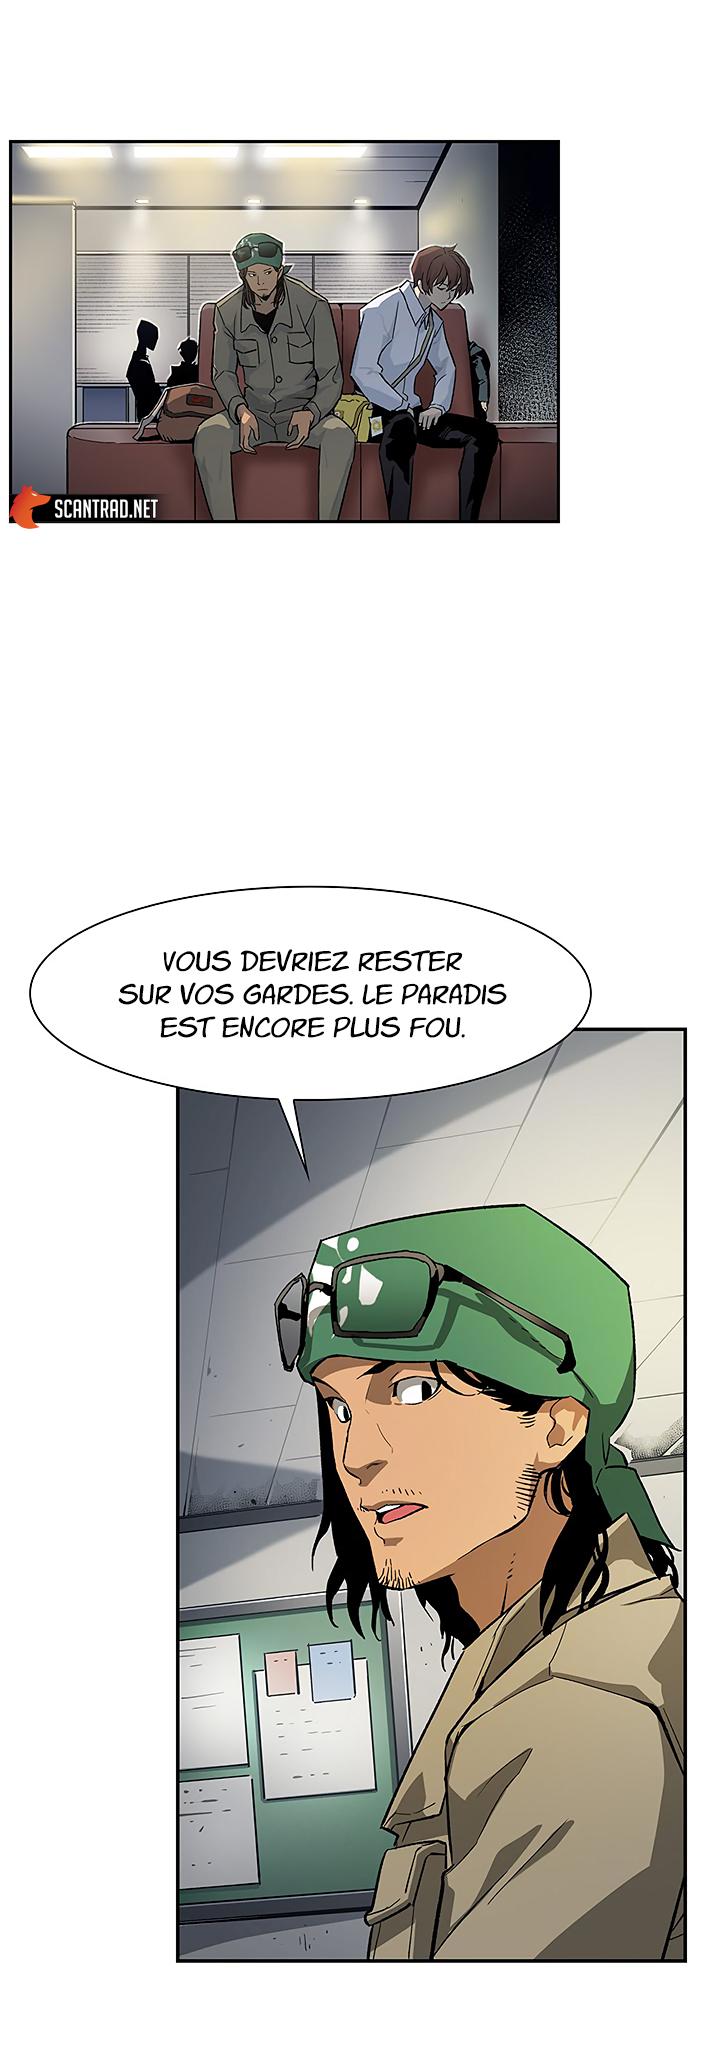 SCANTRAD.NET
VOUS DEVRIEZ RESTER
SUR VOS GARDES. LE PARADIS
EST ENCORE PLUS FOU.